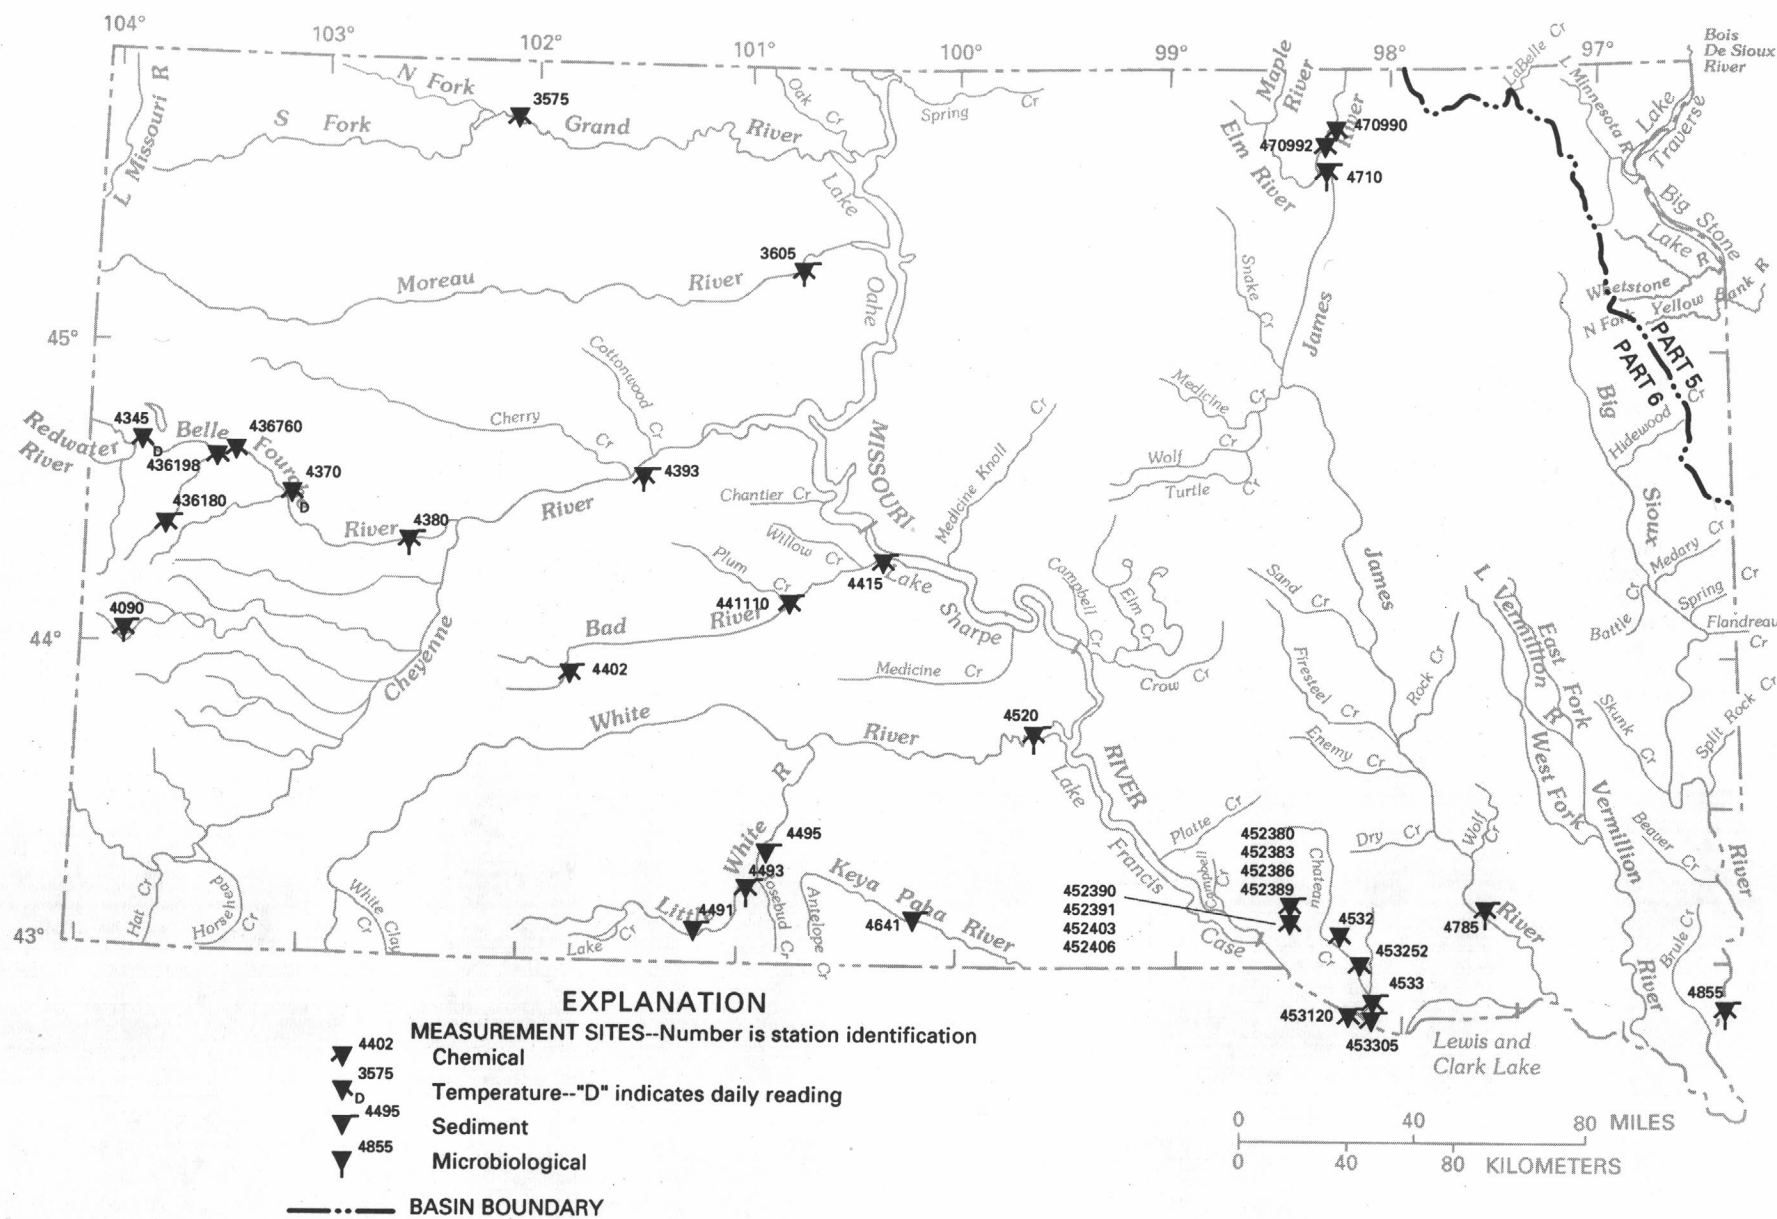 104°
103°
102°
101°
100°
99°
98°
97°
Bois
De Sioux
River
L Missouri R
N Fork
3575
S Fork
Grand
River
Oak
Cr
Spring
Cr
Maple
River
River
Elm
River
470990
470992
4710
LaBelle Cr
L Minnesota R
Lake
Traverse
Big Stone
Lake
R
Whetstone
N Fork Yellow Bank R
Lake
Oahe
3605
Moreau
River
Snake
Cr
James
45°
PART 5
PART 6
Cottonwood
Cr
Cherry
Cr
Medicine
Cr
Big
Hidewood
Cr
4345
D
Redwater
River
Belle
436760
436198
Fourche
4370
D
436180
River
4380
River
4393
MISSOURI
Chantier Cr
Medicine Knoll
Cr
Wolf
Cr
Turtle
Cr
Sioux
Medary
Cr
Willow
Cr
Plum
Cr
4415
Lake
Sharpe
441110
Campbell
Cr
Elm
Cr
Sand
Cr
James
L Vermillion R
East
Fork
Battle
Cr
Spring
Cr
Flandreau
Cr
4090
44°
Cheyenne
Bad
River
4402
Medicine
Cr
Crow
Cr
Firesteel
Cr
Rock Cr
Skunk
Cr
Split Rock Cr
White
River
4520
RIVER
Enemy
Cr
West Fork
Vermillion
River
R
Lake
Francis
Case
Platte
Cr
Campbell
Cr
452380
452383
452386
452389
Chateau
Cr
Dry
Cr
Wolf
Cr
Beaver
Cr
River
4495
White
4493
4491
Little
Rosebud
Cr
Antelope
Cr
Keya Paha River
4641
452390
452391
452403
452406
4532
453252
4533
453120
453305
4785
River
Brule Cr
4855
43°
Hat Cr
Horsehead
Cr
White Clay
Cr
Lake
Cr
Lewis and
Clark Lake
EXPLANATION
MEASUREMENT SITES--Number is station identification
4402
Chemical
3575
D
Temperature--"D" indicates daily reading
4495
Sediment
4855
Microbiological
BASIN BOUNDARY
0 40 80 MILES
0 40 80 KILOMETERS